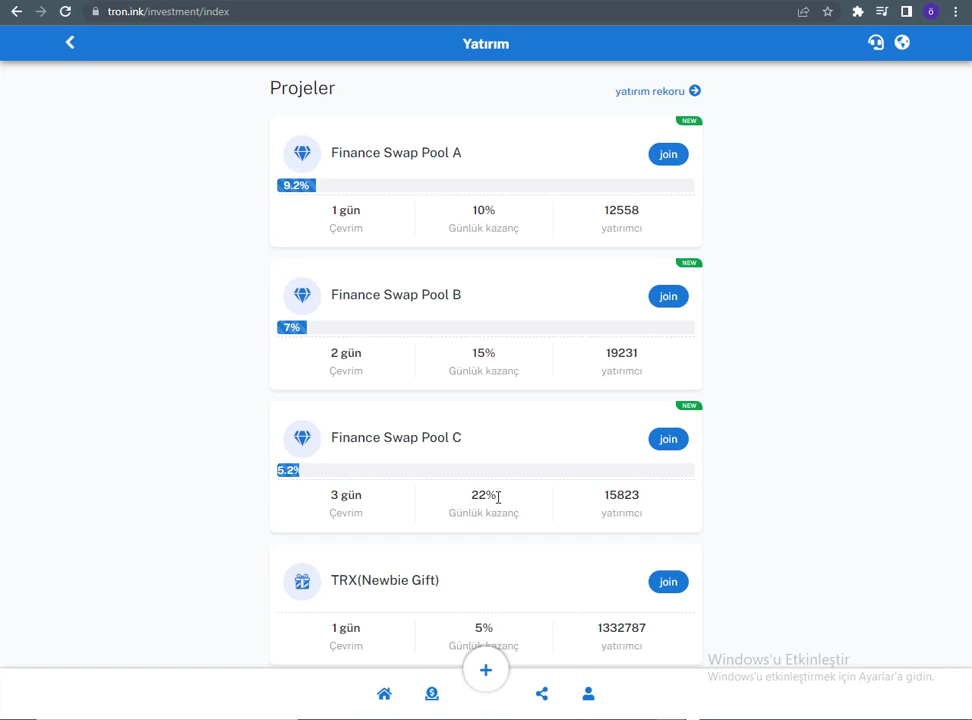 tron.ink/investment/index
ö
Yatırım
Projeler
yatırım rekoru
NEW
Finance Swap Pool A
join
9.2%
1 gün
10%
12558
Çevrim
Günlük kazanç
yatırımcı
NEW
Finance Swap Pool B
join
7%
2 gün
15%
19231
Çevrim
Günlük kazanç
yatırımcı
NEW
Finance Swap Pool C
join
5.2%
3 gün
22%
15823
Çevrim
Günlük kazanç
yatırımcı
TRX(Newbie Gift)
join
1 gün
5%
1332787
Çevrim
Günlük kazanç
yatırımcı
Windows'u Etkinleştir
Windows'u etkinleştirmek için Ayarlar'a gidin.